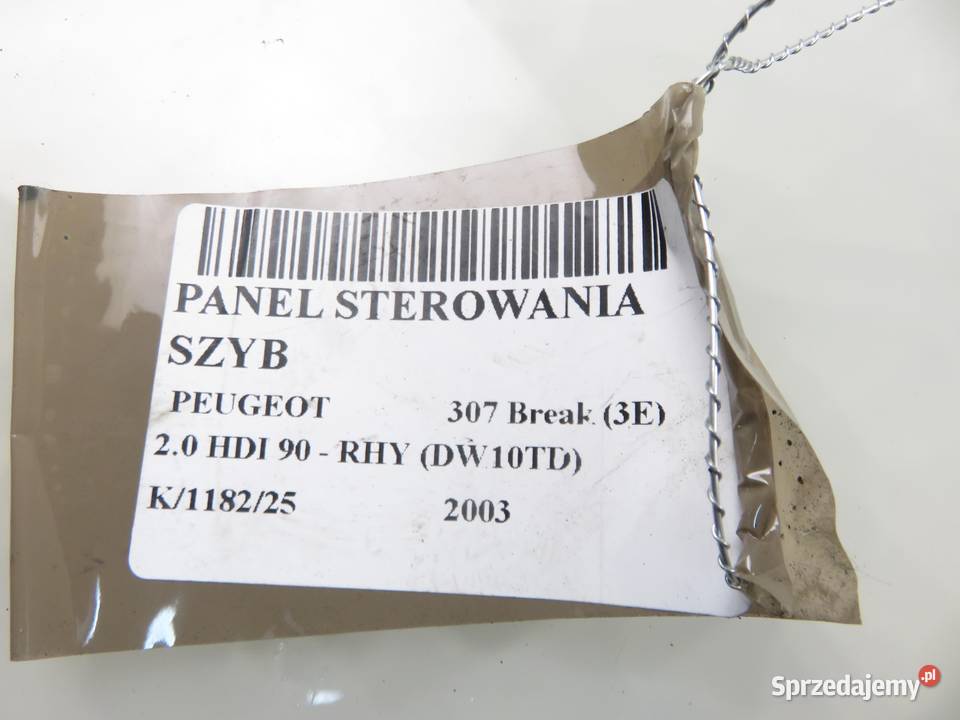 PANEL STEROWANIA
SZYB
PEUGEOT 307 Break (3E)
2.0 HDI 90 - RHY (DW10TD)
K/1182/25 2003
Sprzedajemy.pl